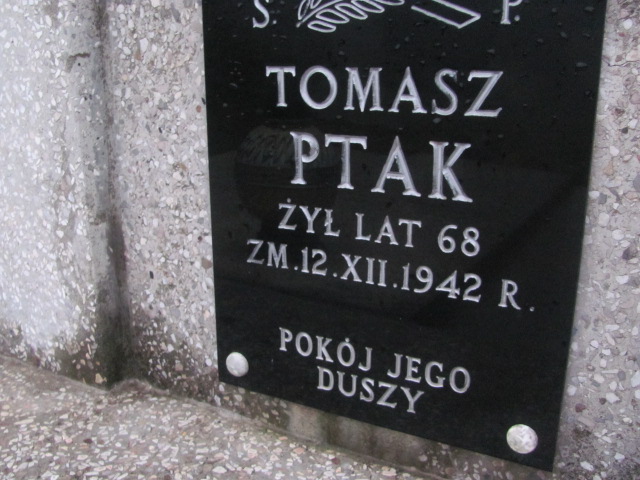 Ś. P.
TOMASZ
PTAK
ŻYŁ LAT 68
ZM.12.XII.1942 R.
POKÓJ JEGO
DUSZY